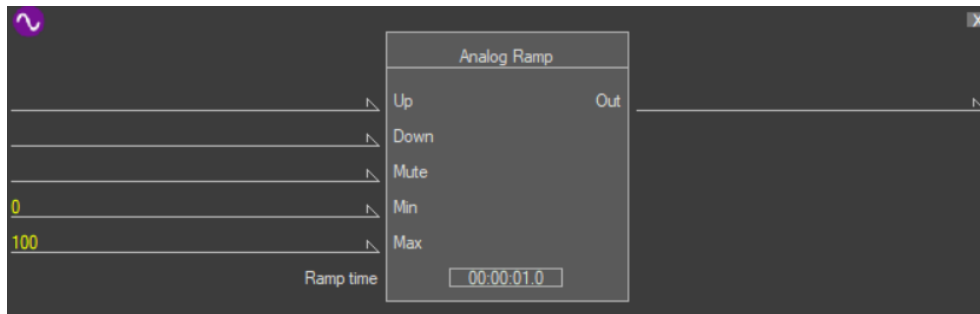 X
Analog Ramp
Up Out
Down
Mute
0 Min
100 Max
Ramp time 00:00:01.0